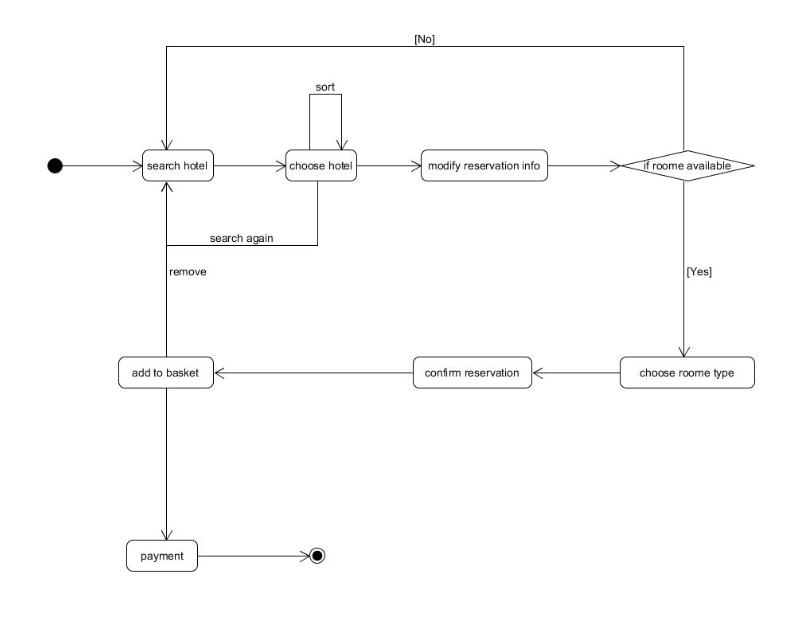 [No]
sort
search hotel
choose hotel
modify reservation info
if roome available
search again
remove
[Yes]
add to basket
confirm reservation
choose roome type
payment